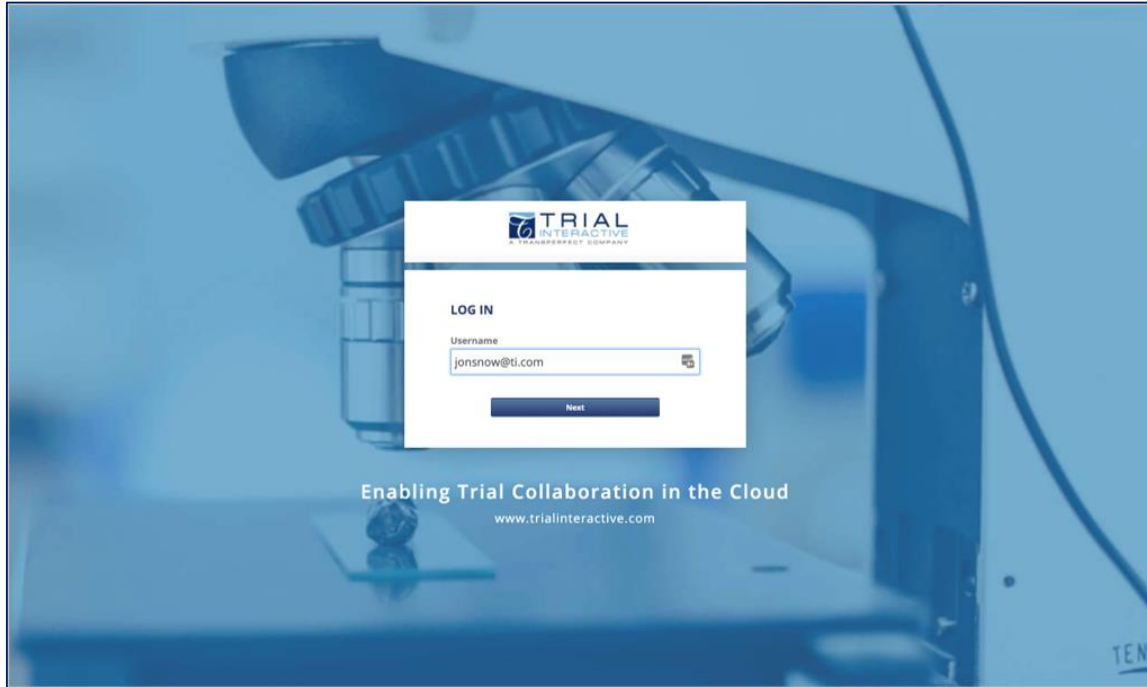 TRIAL
INTERACTIVE
A TRANSPERFECT COMPANY
LOG IN
Username
jonsnow@ti.com
Next
Enabling Trial Collaboration in the Cloud
www.trialinteractive.com
TEN